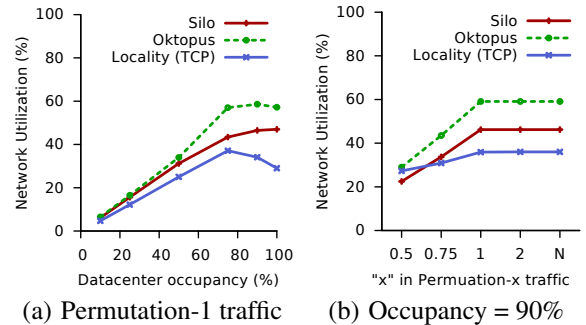 Network Utilization (%)
100
80
60
40
20
0
Silo
Oktopus
Locality (TCP)
0 20 40 60 80 100
Datacenter occupancy (%)
(a) Permutation-1 traffic
Network Utilization (%)
100
80
60
40
20
0
Silo
Oktopus
Locality (TCP)
0.5 0.75 1 2 N
"x" in Permuation-x traffic
(b) Occupancy = 90%